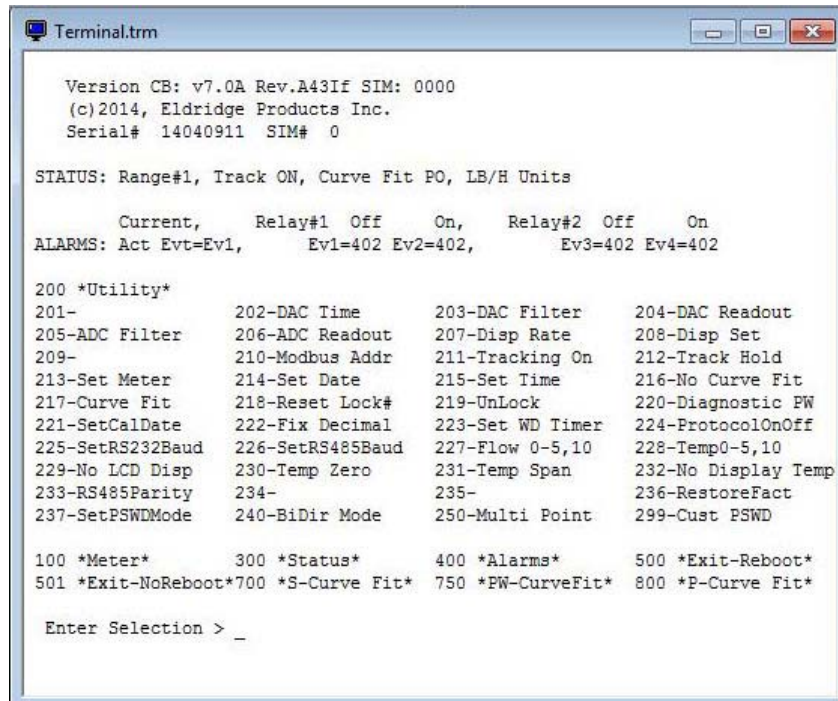 Terminal.trm
Version CB: v7.0A Rev.A43If SIM: 0000
(c)2014, Eldridge Products Inc.
Serial# 14040911 SIM# 0
STATUS: Range#1, Track ON, Curve Fit PO, LB/H Units
Current, Relay#1 Off On, Relay#2 Off On
ALARMS: Act Evt=Ev1, Ev1=402 Ev2=402, Ev3=402 Ev4=402
200 *Utility*
201- 202-DAC Time 203-DAC Filter 204-DAC Readout
205-ADC Filter 206-ADC Readout 207-Disp Rate 208-Disp Set
209- 210-Modbus Addr 211-Tracking On 212-Track Hold
213-Set Meter 214-Set Date 215-Set Time 216-No Curve Fit
217-Curve Fit 218-Reset Lock# 219-UnLock 220-Diagnostic PW
221-SetCalDate 222-Fix Decimal 223-Set WD Timer 224-ProtocolOnOff
225-SetRS232Baud 226-SetRS485Baud 227-Flow 0-5,10 228-Temp0-5,10
229-No LCD Disp 230-Temp Zero 231-Temp Span 232-No Display Temp
233-RS485Parity 234- 235- 236-RestoreFact
237-SetPSWDMode 240-BiDir Mode 250-Multi Point 299-Cust PSWD
100 *Meter* 300 *Status* 400 *Alarms* 500 *Exit-Reboot*
501 *Exit-NoReboot*700 *S-Curve Fit* 750 *PW-CurveFit* 800 *P-Curve Fit*
Enter Selection > _